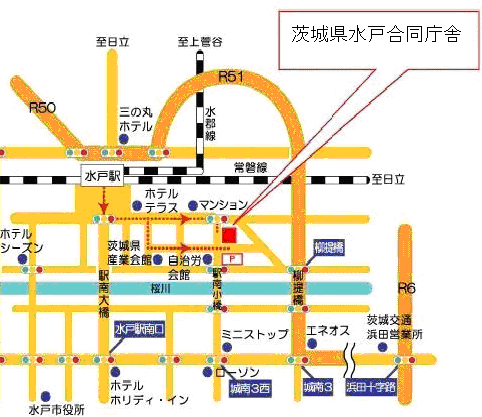 茨城県水戸合同庁舎
至日立
至上菅谷
R51
R50
三の丸
ホテル
水郡線
常磐線
至日立
水戸駅
ホテル
テラス
マンション
ホテル
シーズン
茨城県
産業会館
自治労
会館
P
柳提橋
駅南大橋
桜川
駅南小橋
柳提橋
R6
水戸駅南口
ミニストップ
エネオス
茨城交通
浜田営業所
ホテル
ホリディ・イン
ローソン
城南3西
城南3
浜田十字路
水戸市役所